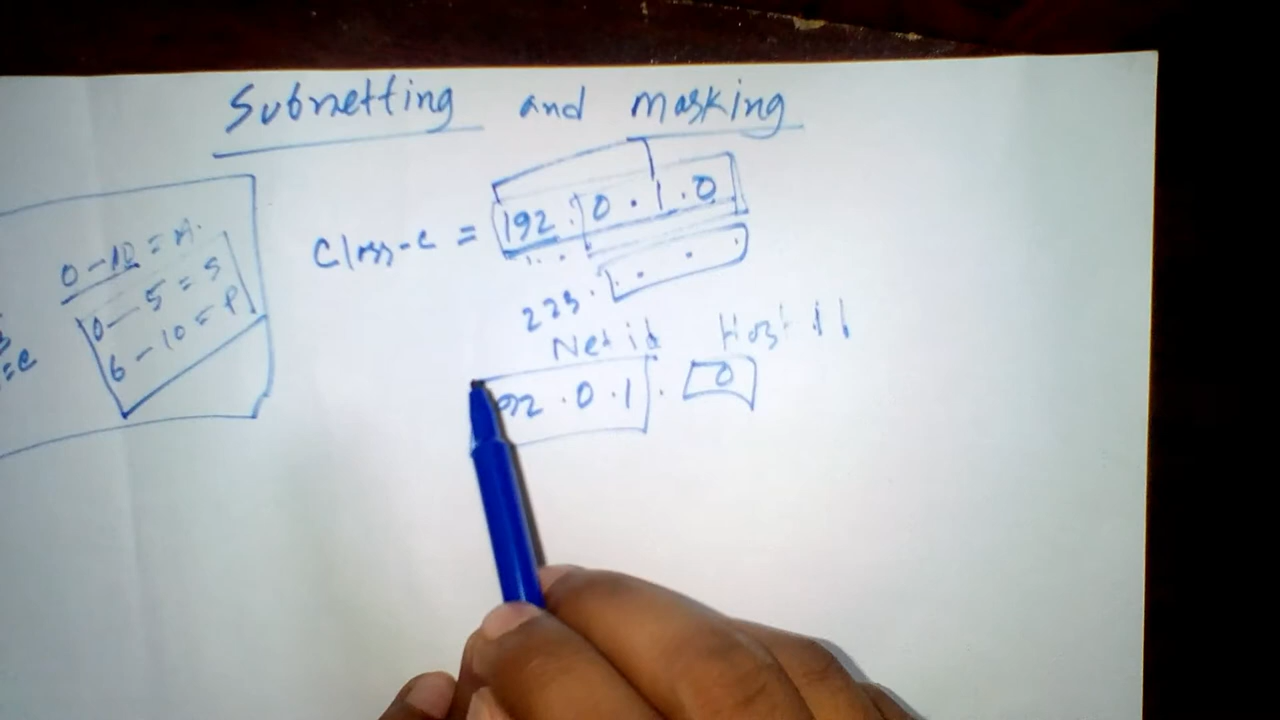 Subnetting and masking
Class-C = 192.0.1.0
223. . .
0-10 = A.
0-5 = S
6-10 = P
=C
Net id Host id
92.0.1.0